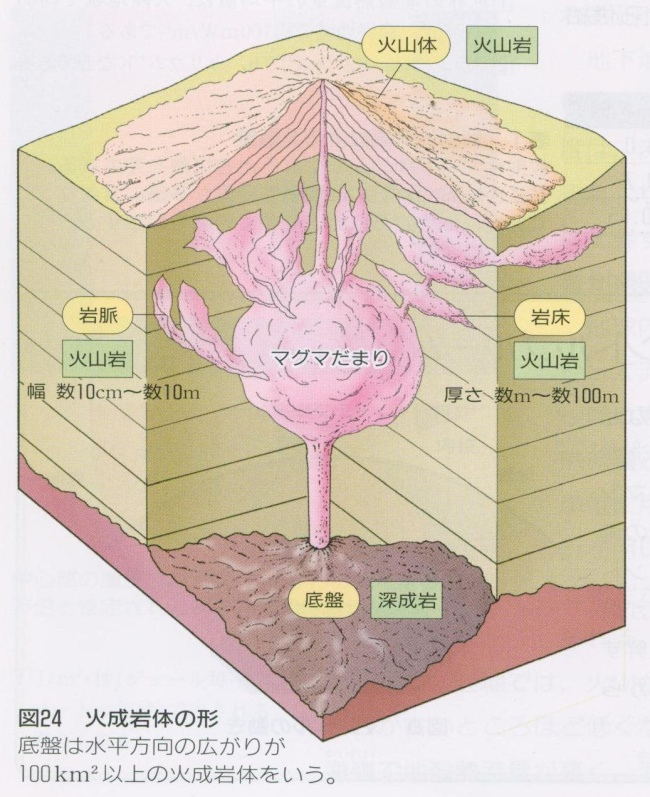 火山体 火山岩
岩脈
火山岩
幅 数10cm〜数10m
マグマだまり
岩床
火山岩
厚さ 数m〜数100m
底盤 深成岩
図24 火成岩体の形
底盤は水平方向の広がりが
100km²以上の火成岩体をいう。